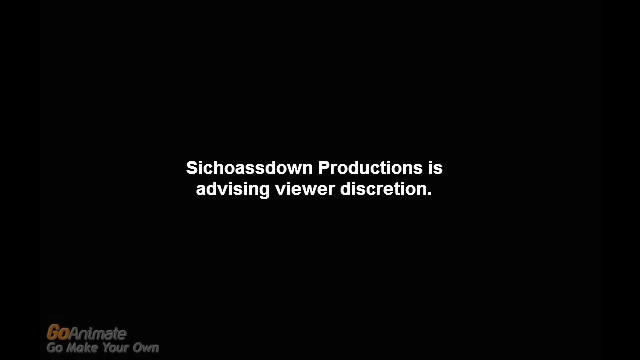 Sichoassdown Productions is
advising viewer discretion.
GoAnimate
Go Make Your Own